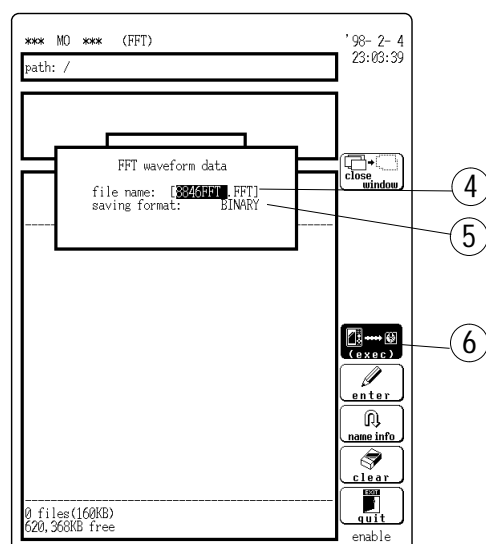 *** MO *** (FFT)
'98- 2- 4
23:03:39
path: /
FFT waveform data
file name: [8846FFT .FFT]
saving format: BINARY
close
window
4
5
6
(exec)
enter
name info
clear
EXIT
quit
enable
0 files(160KB)
620,368KB free